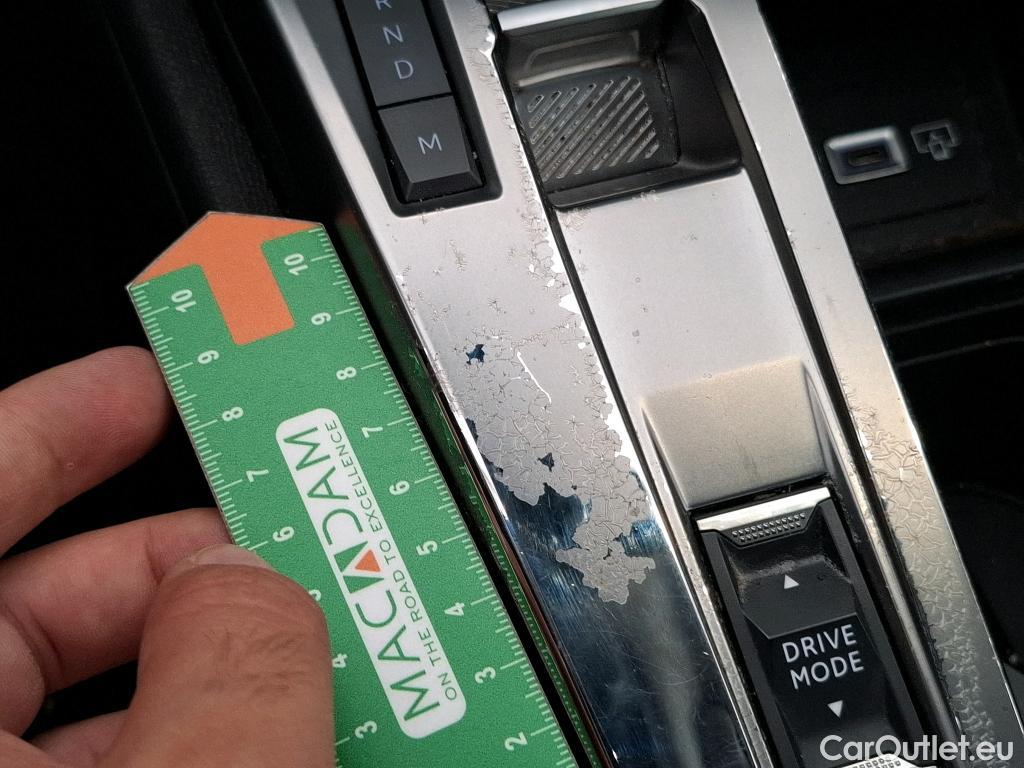 R
N
D
M
10 9 8 7 6 5 4 3
10 9 8 7 6 5 4 3 2
MACADAM
ON THE ROAD TO EXCELLENCE
DRIVE
MODE
CarOutlet.eu